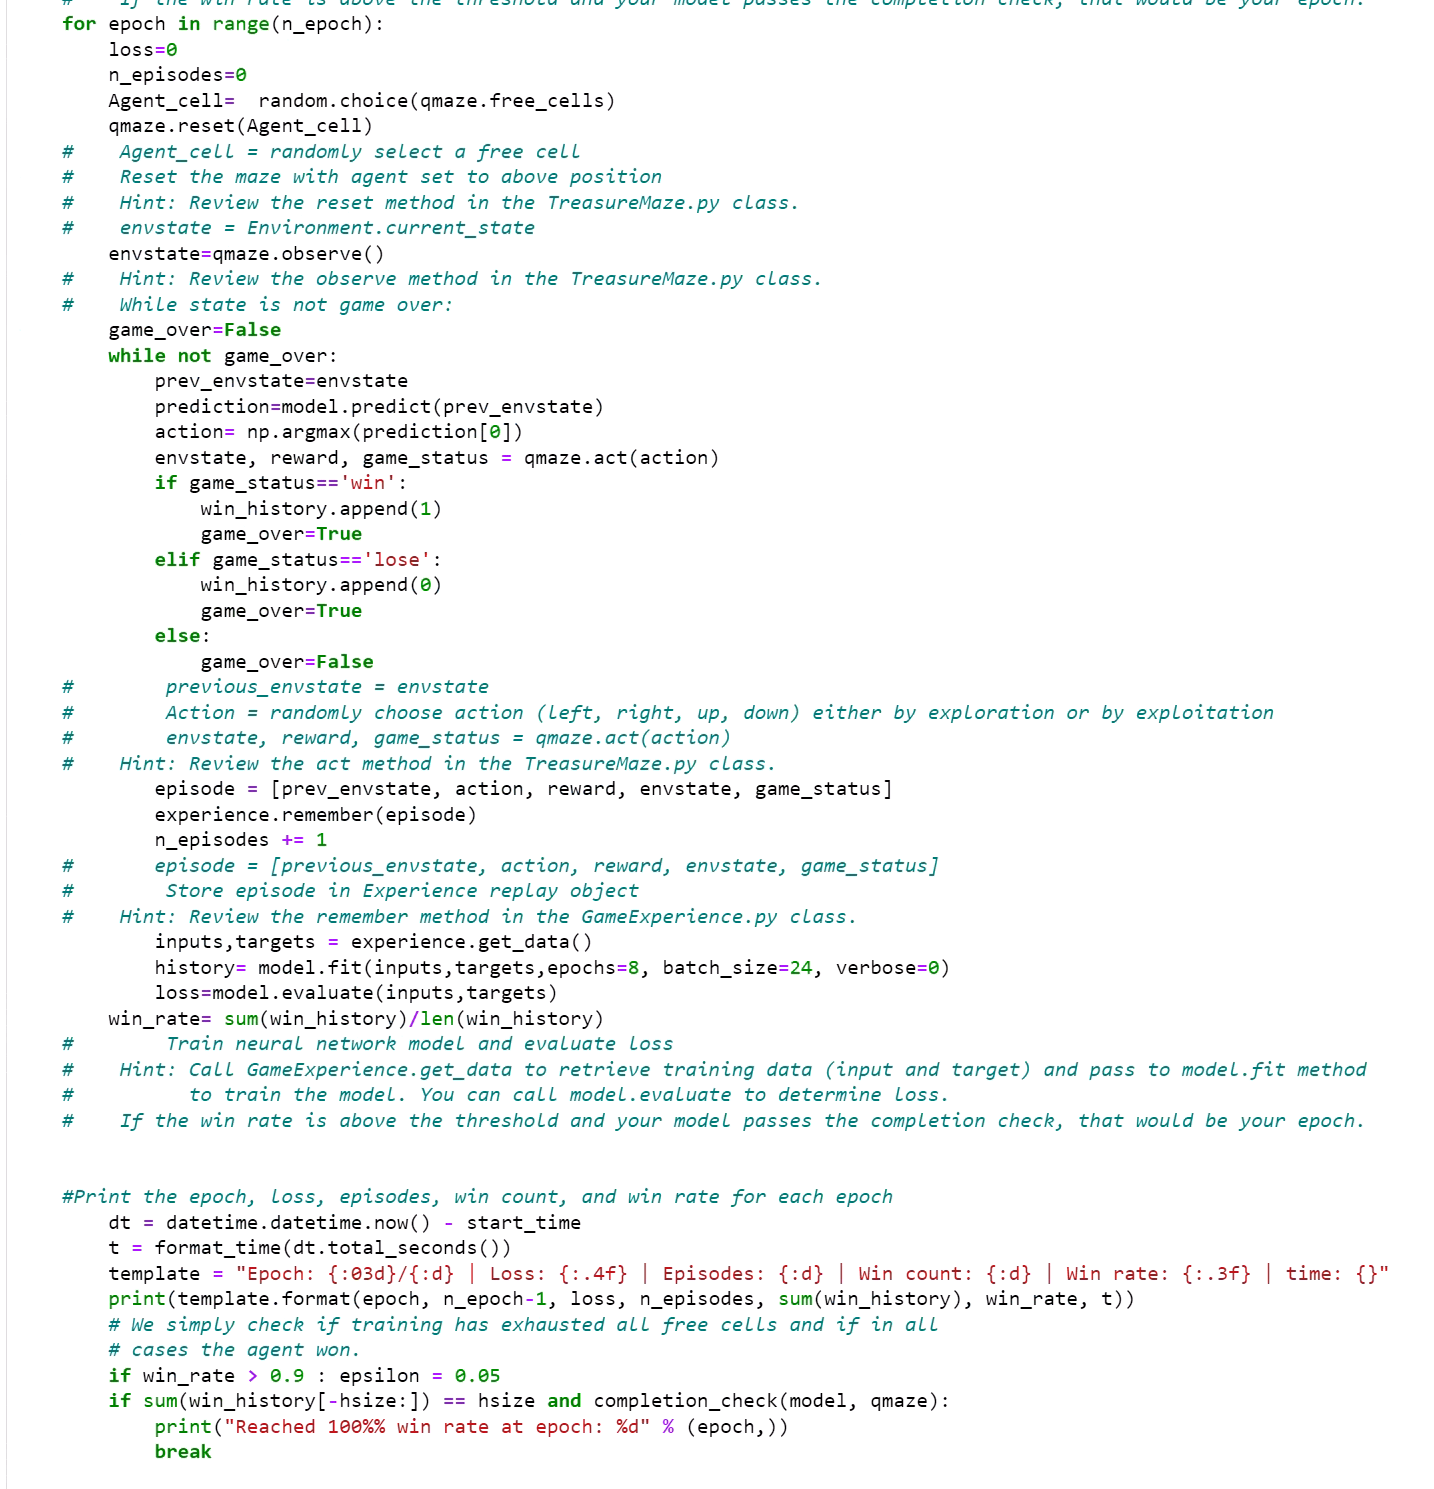 #    If the win rate is above the threshold and your model passes the completion check, that would be your epoch.
for epoch in range(n_epoch):
    loss=0
    n_episodes=0
    Agent_cell=  random.choice(qmaze.free_cells)
    qmaze.reset(Agent_cell)
#    Agent_cell = randomly select a free cell
#    Reset the maze with agent set to above position
#    Hint: Review the reset method in the TreasureMaze.py class.
#    envstate = Environment.current_state
    envstate=qmaze.observe()
#    Hint: Review the observe method in the TreasureMaze.py class.
#    While state is not game over:
    game_over=False
    while not game_over:
        prev_envstate=envstate
        prediction=model.predict(prev_envstate)
        action= np.argmax(prediction[0])
        envstate, reward, game_status = qmaze.act(action)
        if game_status=='win':
            win_history.append(1)
            game_over=True
        elif game_status=='lose':
            win_history.append(0)
            game_over=True
        else:
            game_over=False
#        previous_envstate = envstate
#        Action = randomly choose action (left, right, up, down) either by exploration or by exploitation
#        envstate, reward, game_status = qmaze.act(action)
#    Hint: Review the act method in the TreasureMaze.py class.
        episode = [prev_envstate, action, reward, envstate, game_status]
        experience.remember(episode)
        n_episodes += 1
#       episode = [previous_envstate, action, reward, envstate, game_status]
#        Store episode in Experience replay object
#    Hint: Review the remember method in the GameExperience.py class.
        inputs,targets = experience.get_data()
        history= model.fit(inputs,targets,epochs=8, batch_size=24, verbose=0)
        loss=model.evaluate(inputs,targets)
    win_rate= sum(win_history)/len(win_history)
#        Train neural network model and evaluate loss
#    Hint: Call GameExperience.get_data to retrieve training data (input and target) and pass to model.fit method
#          to train the model. You can call model.evaluate to determine loss.
#    If the win rate is above the threshold and your model passes the completion check, that would be your epoch.
#Print the epoch, loss, episodes, win count, and win rate for each epoch
    dt = datetime.datetime.now() - start_time
    t = format_time(dt.total_seconds())
    template = "Epoch: {:03d}/{:d} | Loss: {:.4f} | Episodes: {:d} | Win count: {:d} | Win rate: {:.3f} | time: {}"
    print(template.format(epoch, n_epoch-1, loss, n_episodes, sum(win_history), win_rate, t))
    # We simply check if training has exhausted all free cells and if in all
    # cases the agent won.
    if win_rate > 0.9 : epsilon = 0.05
    if sum(win_history[-hsize:]) == hsize and completion_check(model, qmaze):
        print("Reached 100%% win rate at epoch: %d" % (epoch,))
        break